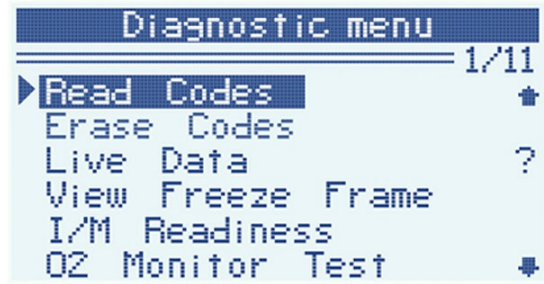 Diagnostic menu
1/11
Read Codes
Erase Codes
Live Data
?
View Freeze Frame
I/M Readiness
O2 Monitor Test